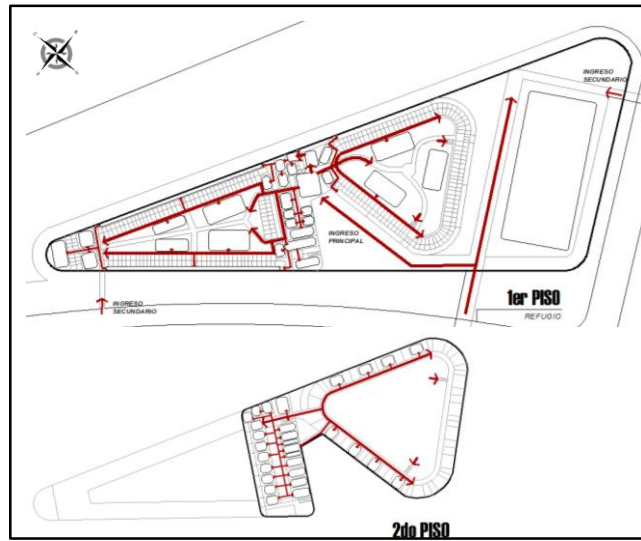 INGRESO
SECUNDARIO
INGRESO
PRINCIPAL
INGRESO
SECUNDARIO
1er PISO
REFUGIO
2do PISO